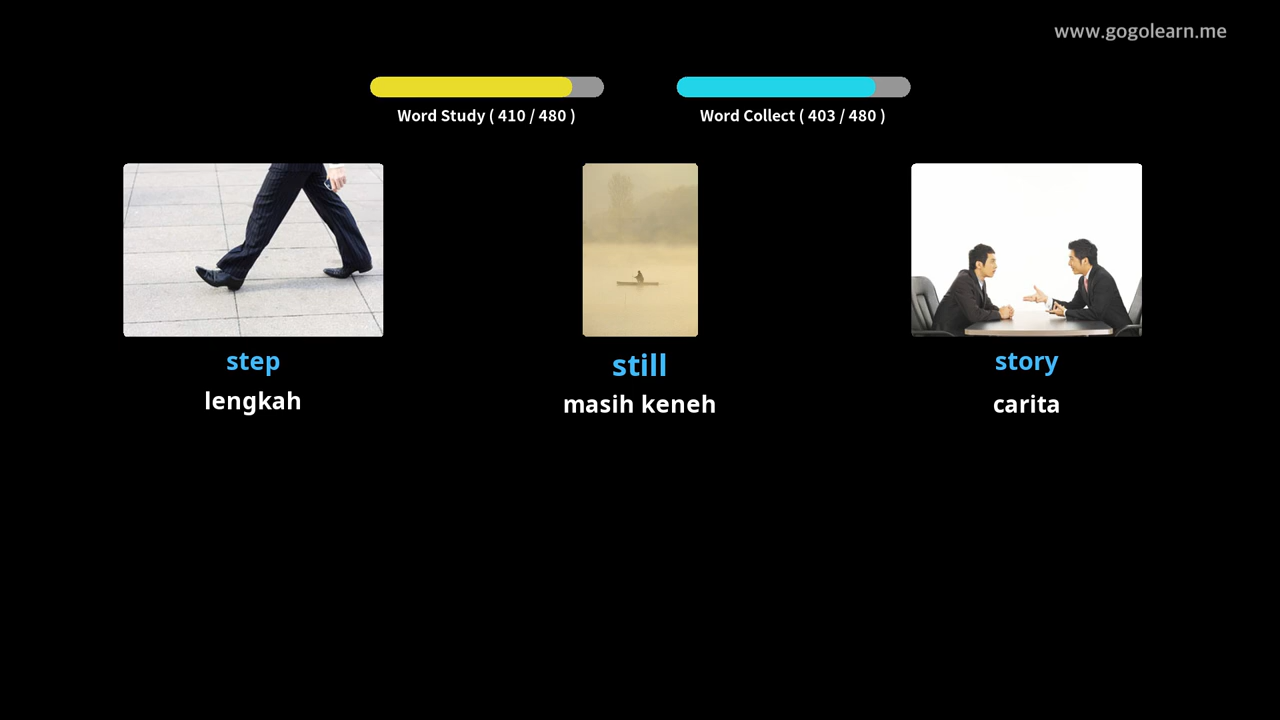 www.gogolearn.me
Word Study ( 410 / 480 )
Word Collect ( 403 / 480 )
step
still
story
lengkah
masih keneh
carita